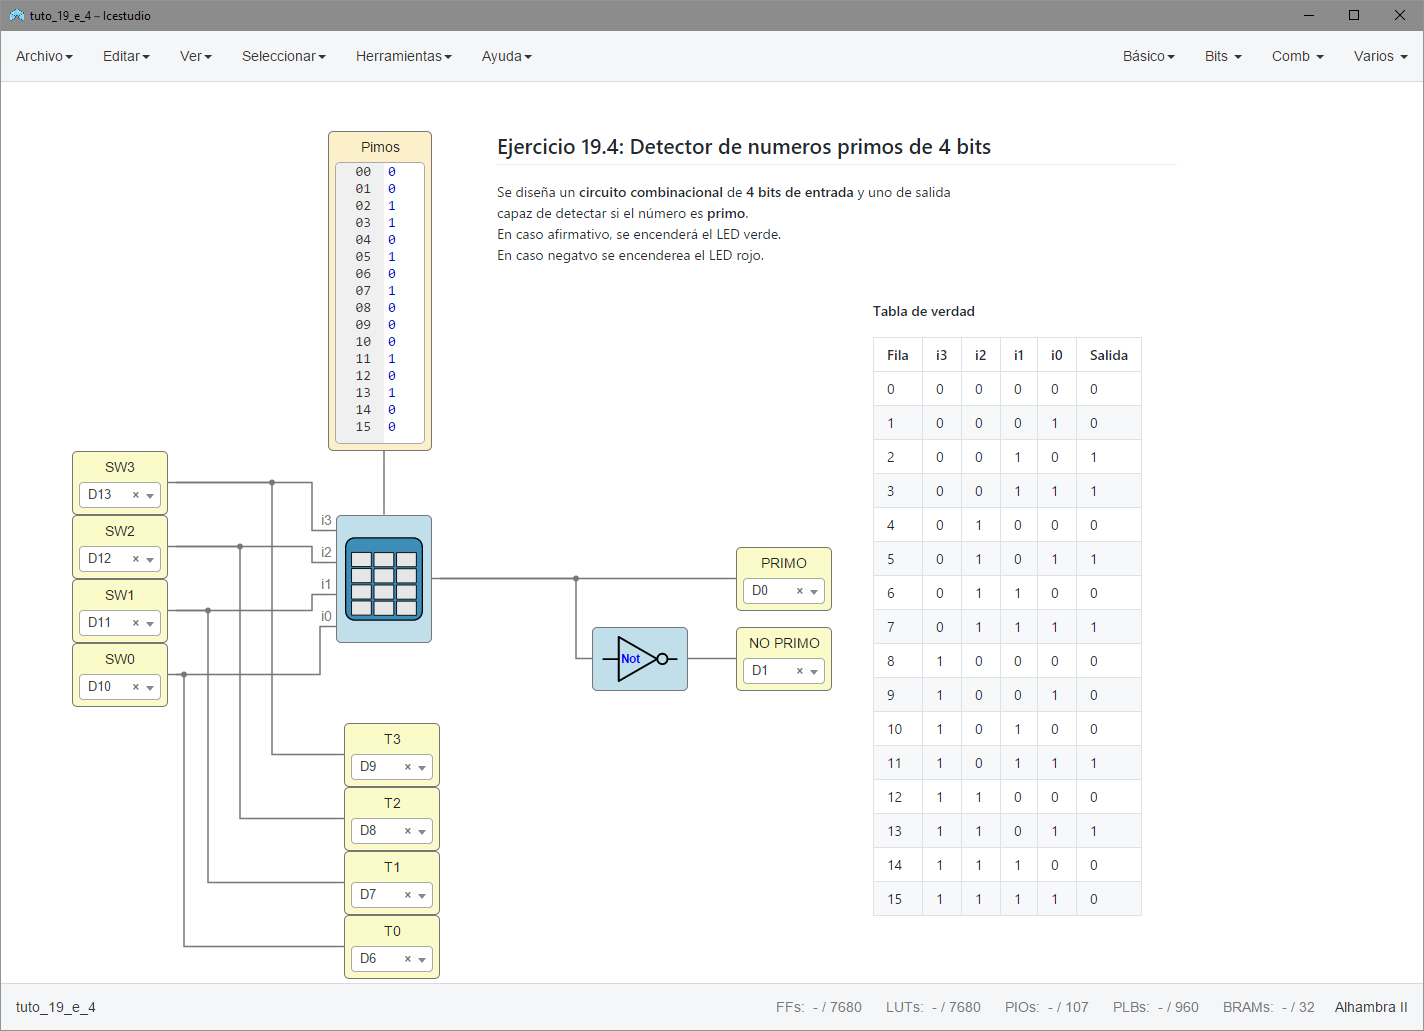 tuto_19_e_4 – Icestudio
Archivo Editar Ver Seleccionar Herramientas Ayuda Básico Bits Comb Varios
Pimos
00 0
01 0
02 1
03 1
04 0
05 1
06 0
07 1
08 0
09 0
10 0
11 1
12 0
13 1
14 0
15 0
Ejercicio 19.4: Detector de numeros primos de 4 bits
Se diseña un circuito combinacional de 4 bits de entrada y uno de salida
capaz de detectar si el número es primo.
En caso afirmativo, se encenderá el LED verde.
En caso negatvo se encenderea el LED rojo.
SW3
D13 ×
SW2
D12 ×
SW1
D11 ×
SW0
D10 ×
i3
i2
i1
i0
PRIMO
D0 ×
Not
NO PRIMO
D1 ×
T3
D9 ×
T2
D8 ×
T1
D7 ×
T0
D6 ×
Tabla de verdad
Fila i3 i2 i1 i0 Salida
0 0 0 0 0 0
1 0 0 0 1 0
2 0 0 1 0 1
3 0 0 1 1 1
4 0 1 0 0 0
5 0 1 0 1 1
6 0 1 1 0 0
7 0 1 1 1 1
8 1 0 0 0 0
9 1 0 0 1 0
10 1 0 1 0 0
11 1 0 1 1 1
12 1 1 0 0 0
13 1 1 0 1 1
14 1 1 1 0 0
15 1 1 1 1 0
tuto_19_e_4 FFs: - / 7680 LUTs: - / 7680 PIOs: - / 107 PLBs: - / 960 BRAMs: - / 32 Alhambra II